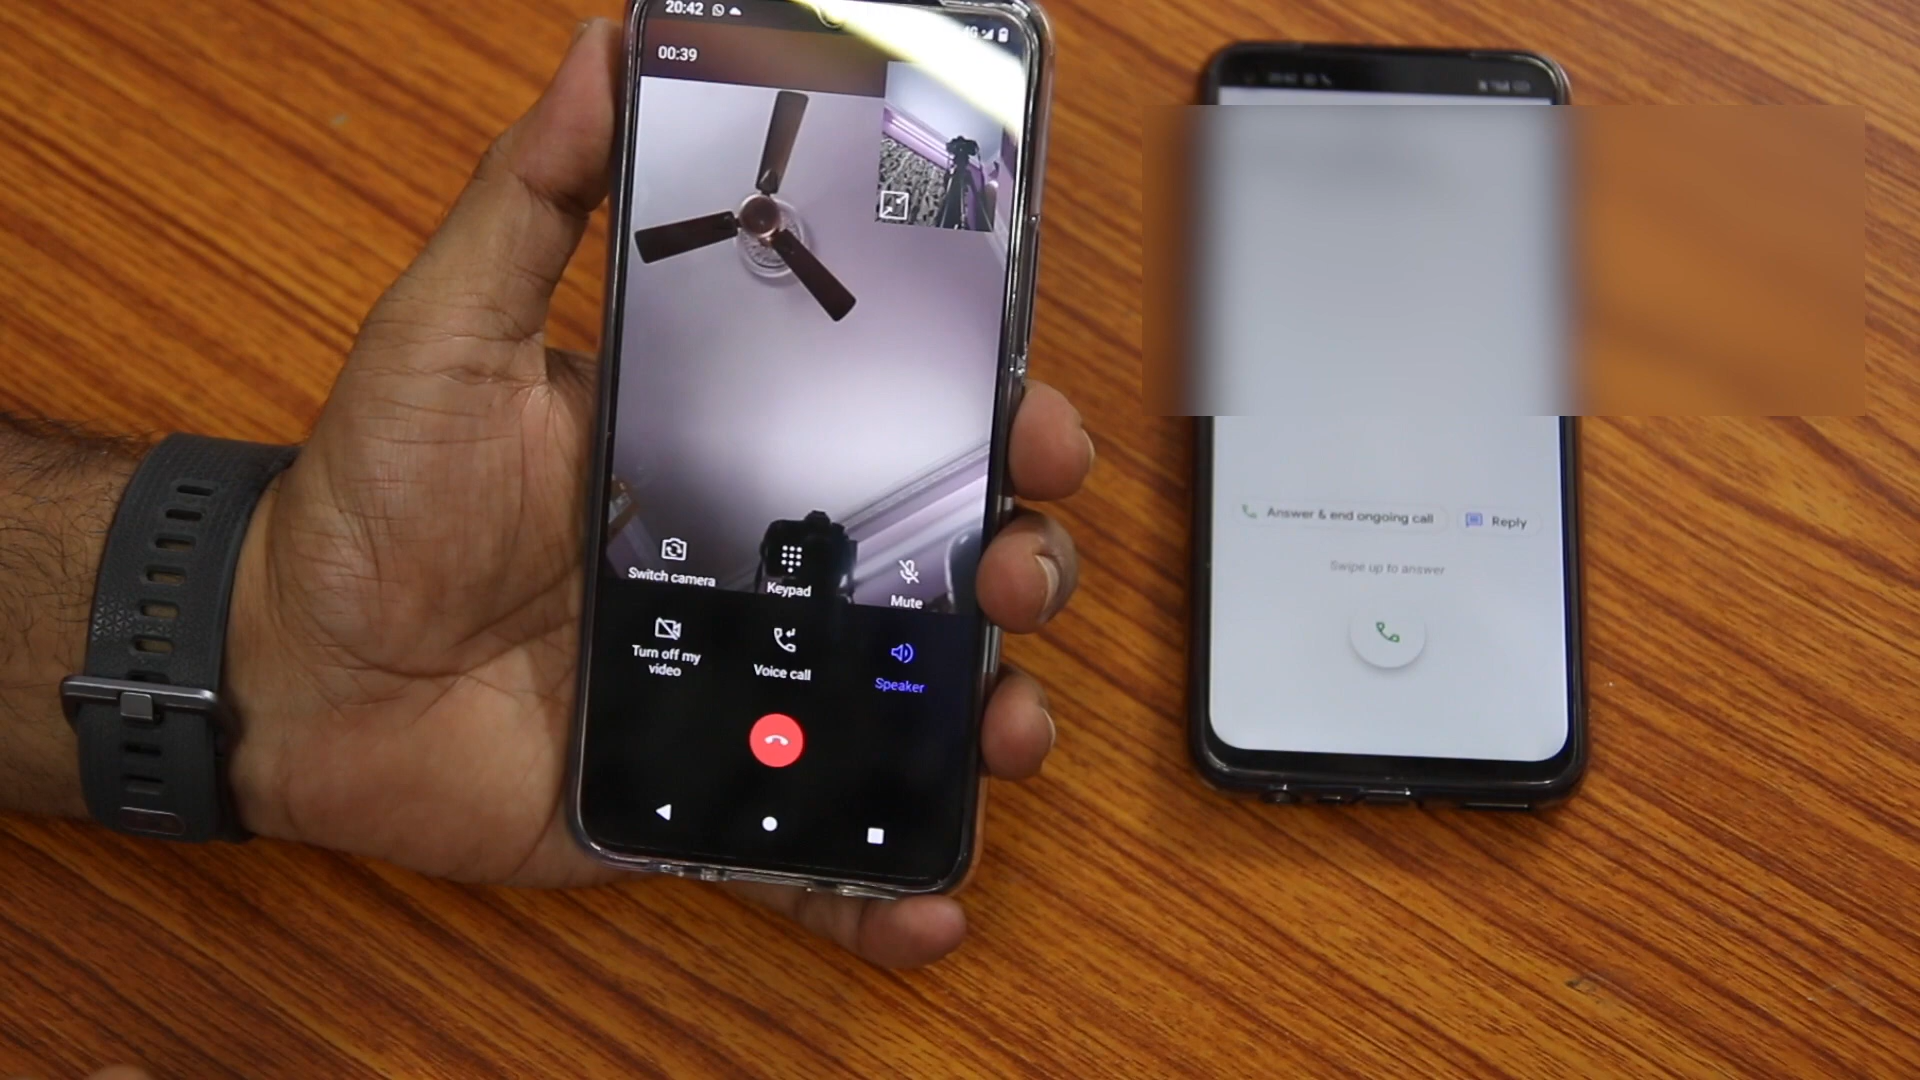 20:42
4G
00:39
Switch camera
Keypad
Mute
Turn off my
video
Voice call
Speaker
Answer & end ongoing call
Reply
Swipe up to answer